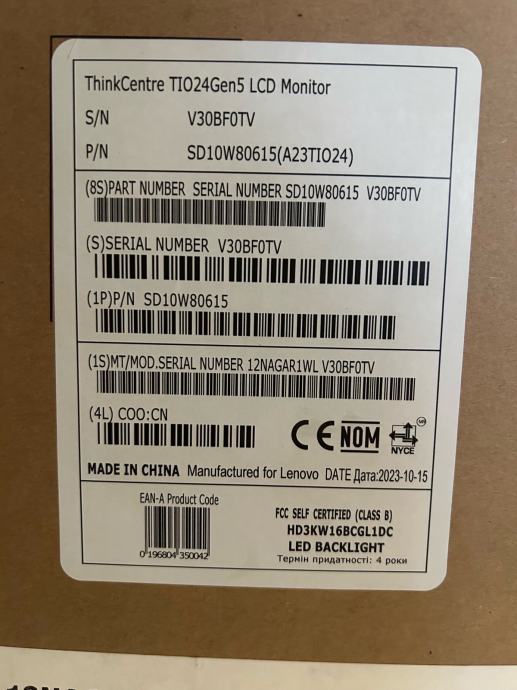 ThinkCentre TIO24Gen5 LCD Monitor
S/N V30BF0TV
P/N SD10W80615(A23TIO24)
(8S)PART NUMBER SERIAL NUMBER SD10W80615 V30BF0TV
(S)SERIAL NUMBER V30BF0TV
(1P)P/N SD10W80615
(1S)MT/MOD.SERIAL NUMBER 12NAGAR1WL V30BF0TV
(4L) COO:CN
CE NOM NYCE
MADE IN CHINA Manufactured for Lenovo DATE Дата:2023-10-15
EAN-A Product Code
0 196804 350042
FCC SELF CERTIFIED (CLASS B)
HD3KW16BCGL1DC
LED BACKLIGHT
Термін придатності: 4 роки